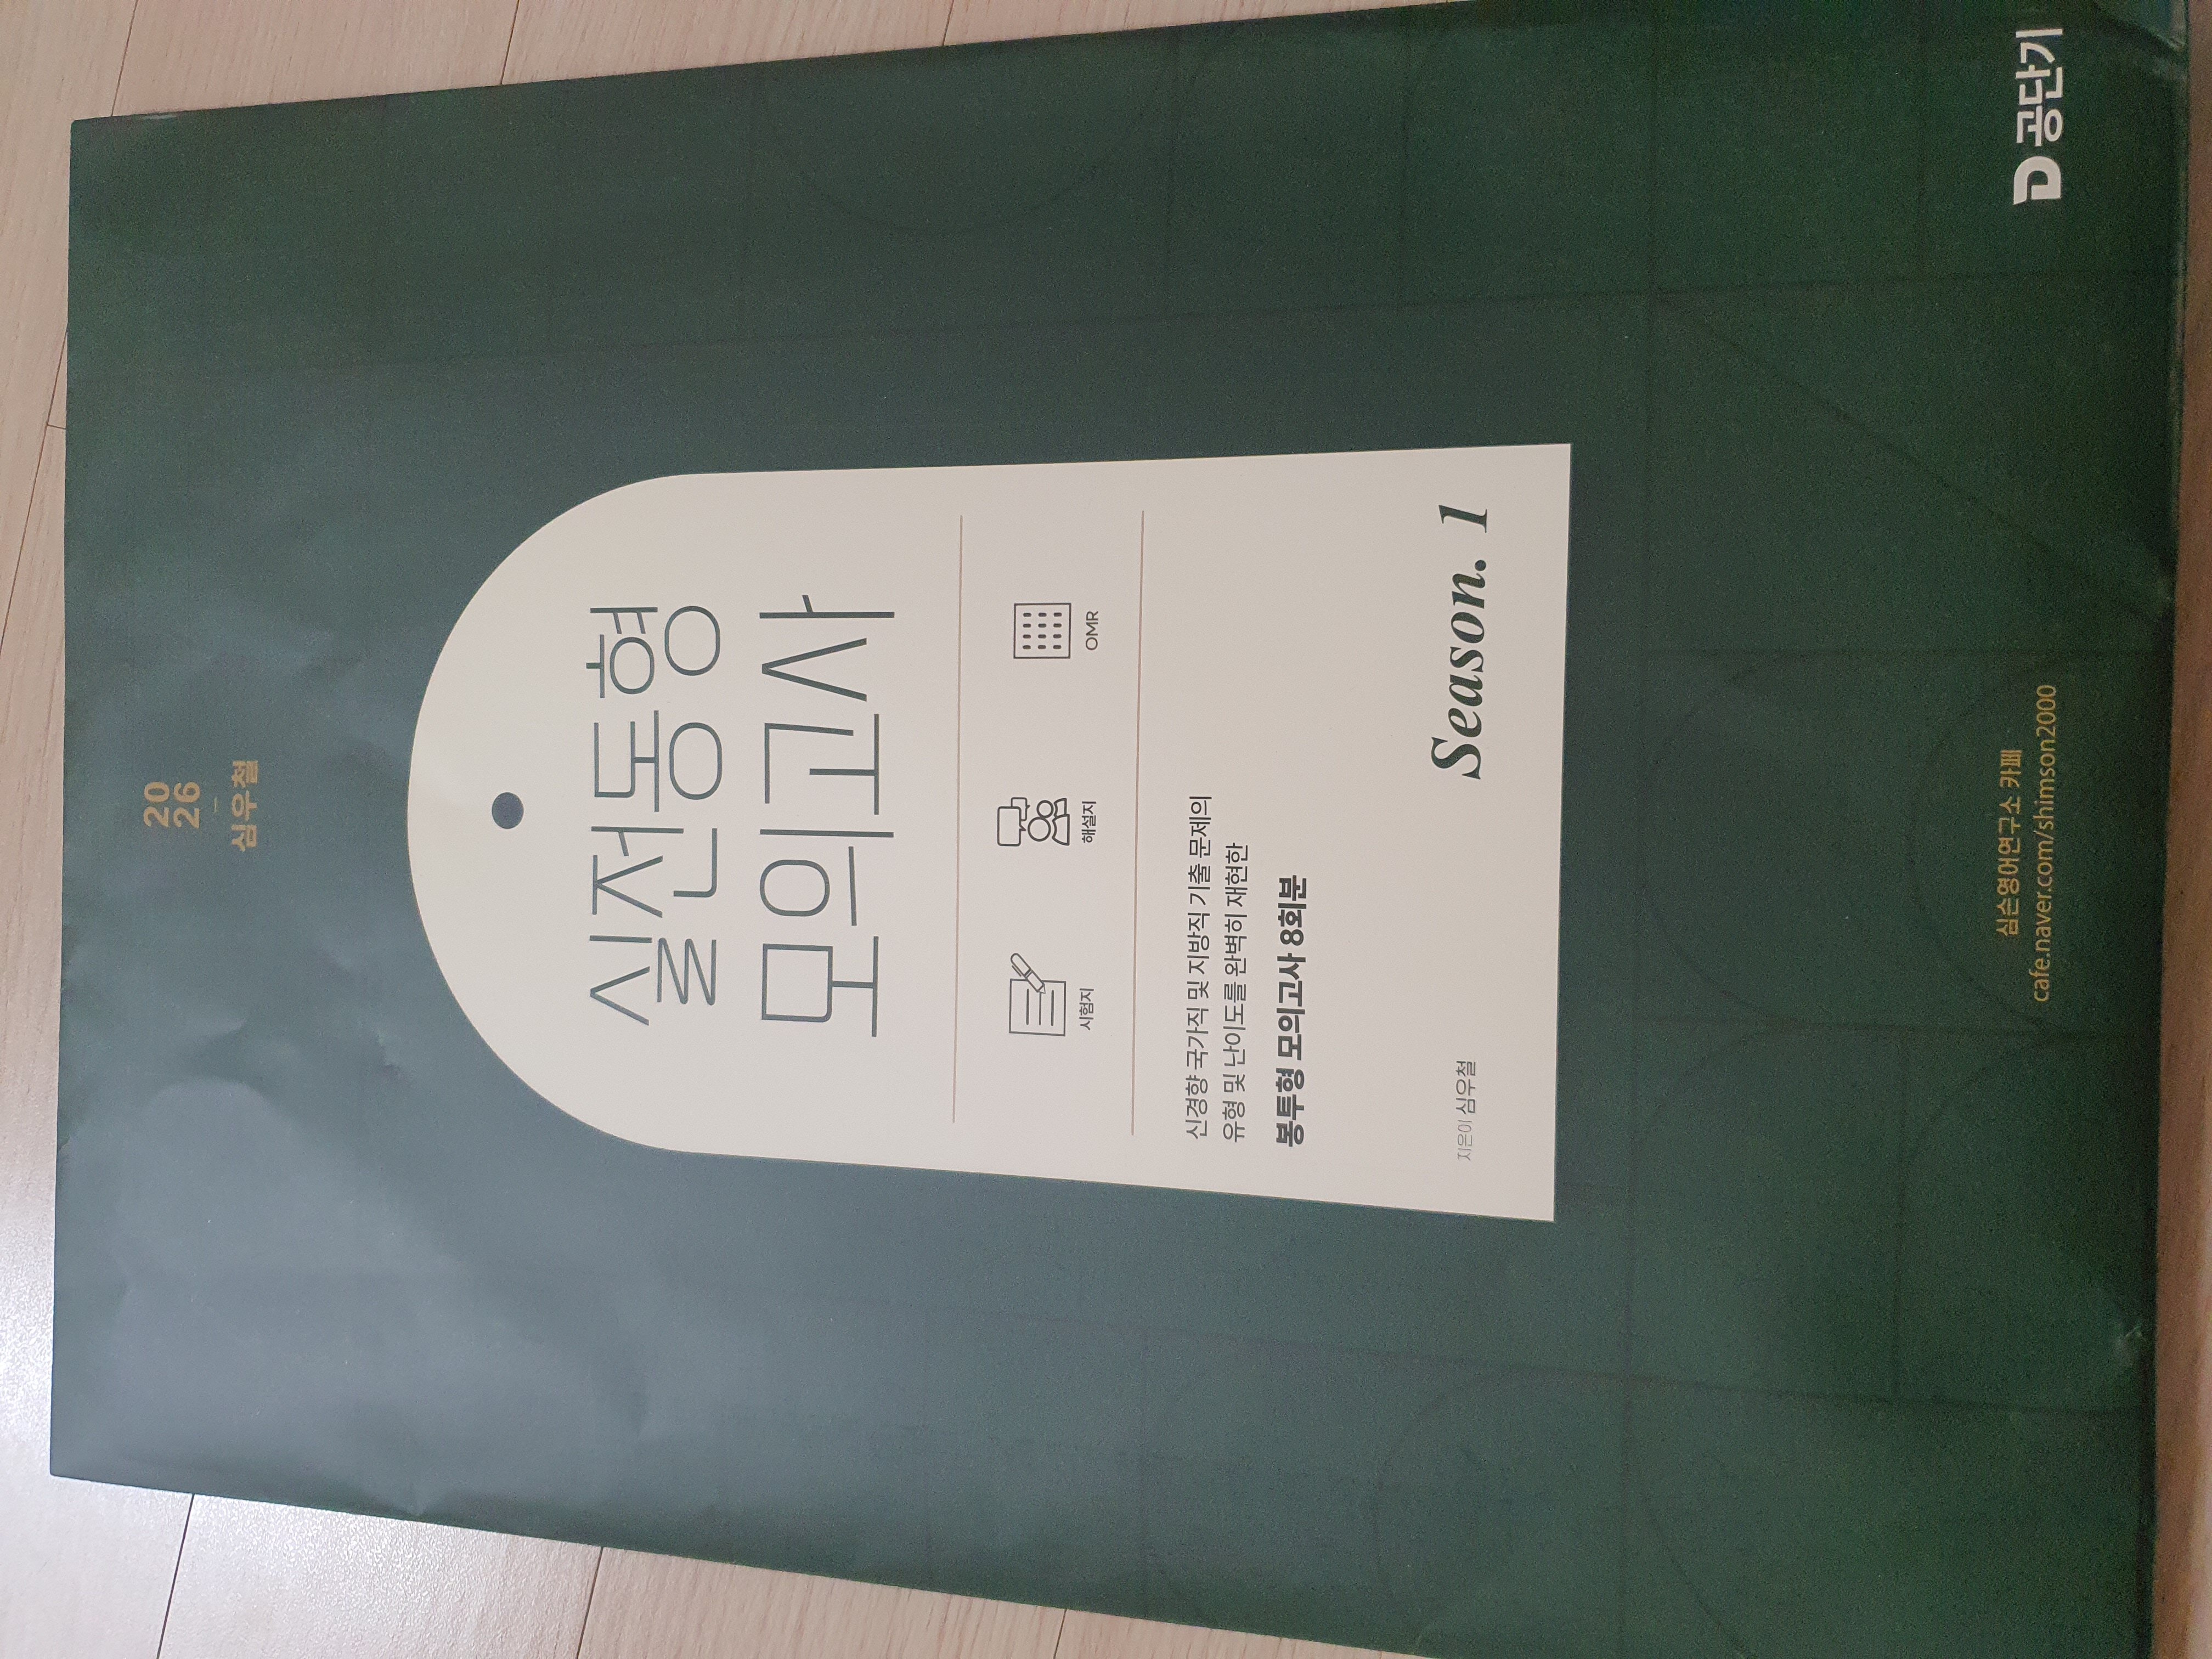 20
26
심우철
실전동형
모의고사
시험지
해설지
OMR
신경향 국가직 및 지방직 기출 문제의
유형 및 난이도를 완벽히 재현한
봉투형 모의고사 8회분
지은이 심우철
Season. 1
심슨영어연구소 카페
cafe.naver.com/shimson2000
공단기